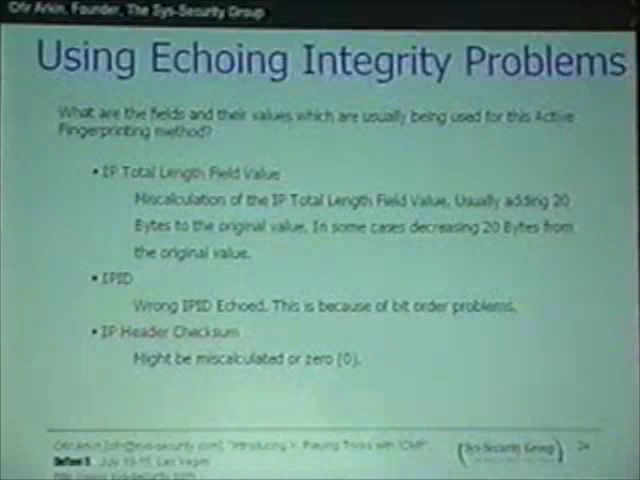 Ofir Arkin, Founder, The Sys-Security Group
Using Echoing Integrity Problems
What are the fields and their values which are usually being used for this Active
Fingerprinting method?
• IP Total Length Field Value
Miscalculation of the IP Total Length Field Value. Usually adding 20
Bytes to the original value. In some cases decreasing 20 Bytes from
the original value.
• IPID
Wrong IPID Echoed. This is because of bit order problems.
• IP Header Checksum
Might be miscalculated or zero (0).
Ofir Arkin [ofir@sys-security.com], "Introducing X: Playing Tricks with ICMP",
July Las Vegas
(Sys-Security Group)
24